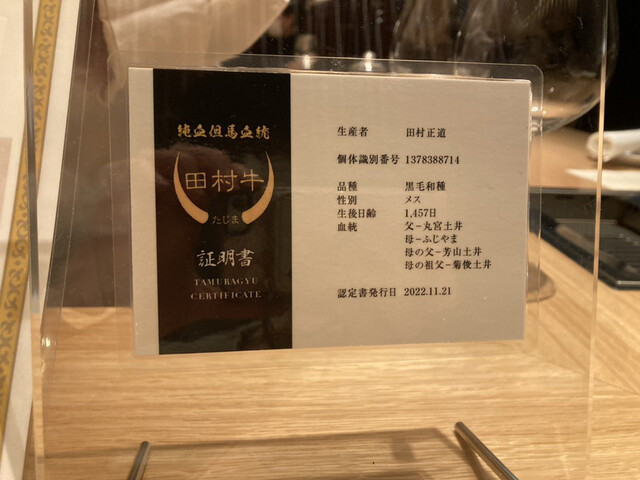 純血但馬血統
田村牛
たじま
証明書
TAMURAGYU
CERTIFICATE
生産者 田村正道
個体識別番号 1378388714
品種 黒毛和種
性別 メス
生後日齢 1,457日
血統 父−丸宮土井
母−ふじやま
母の父−芳山土井
母の祖父−菊俊土井
認定書発行日 2022.11.21